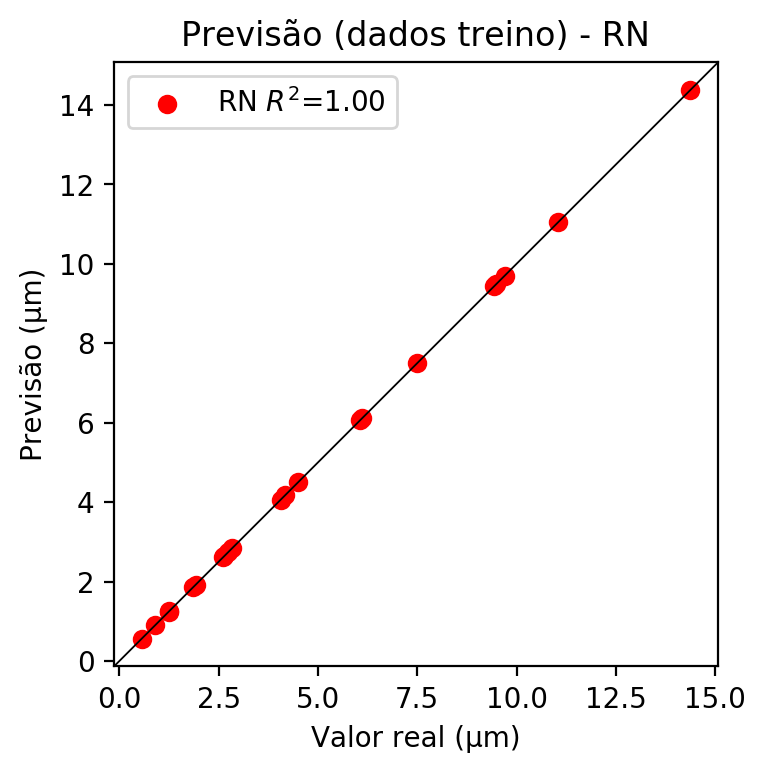 Previsão (dados treino) - RN
RN R²=1.00
14
12
10
8
6
4
2
0
Previsão (µm)
0.0 2.5 5.0 7.5 10.0 12.5 15.0
Valor real (µm)